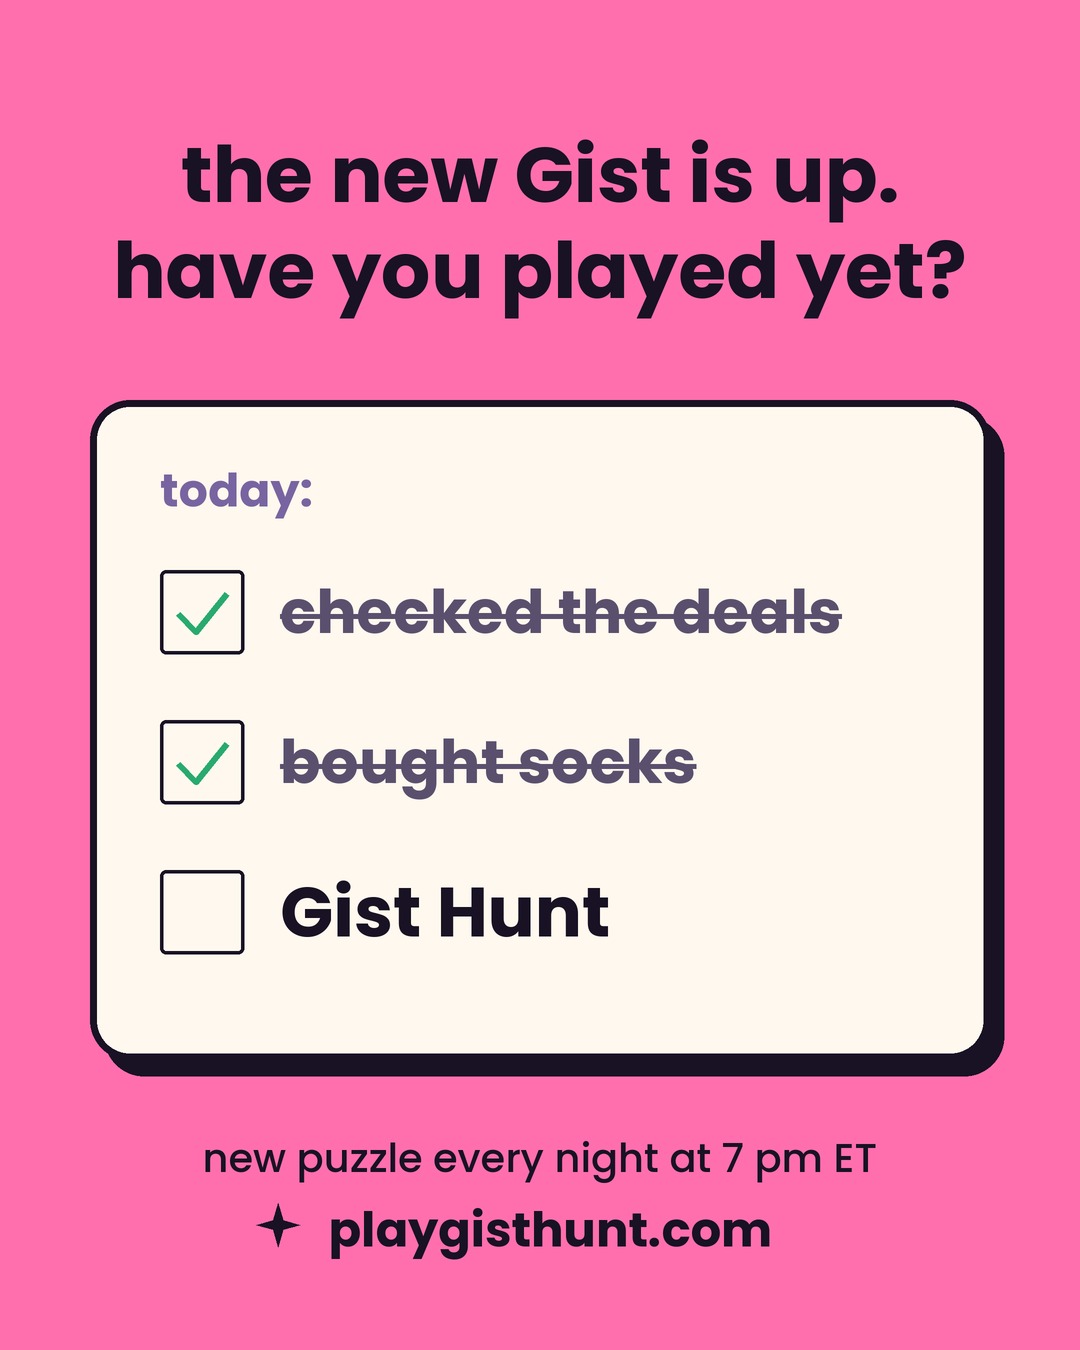 the new Gist is up.
have you played yet?
today:
checked the deals
bought socks
Gist Hunt
new puzzle every night at 7 pm ET
playgisthunt.com